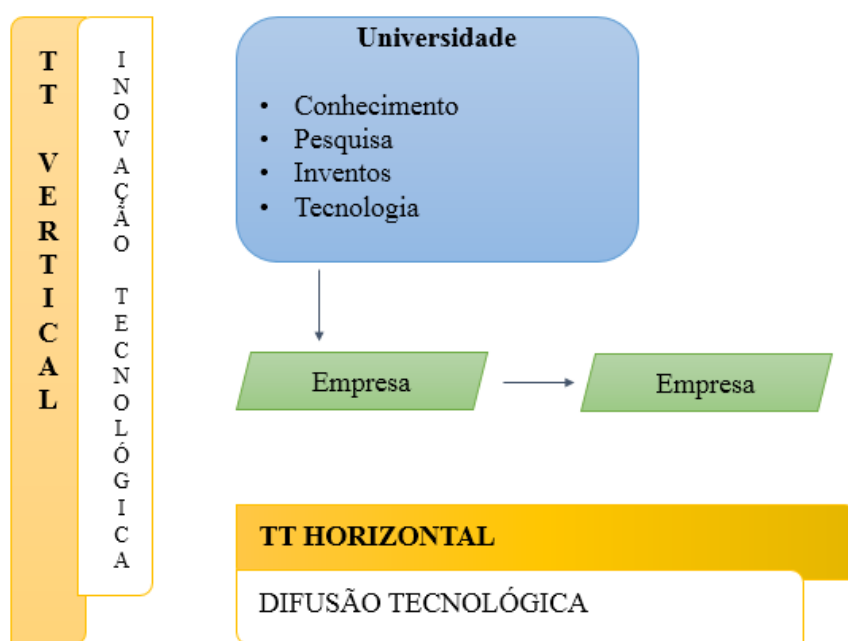 TT VERTICAL
INOVAÇÃO TECNOLÓGICA
Universidade
• Conhecimento
• Pesquisa
• Inventos
• Tecnologia
Empresa
Empresa
TT HORIZONTAL
DIFUSÃO TECNOLÓGICA